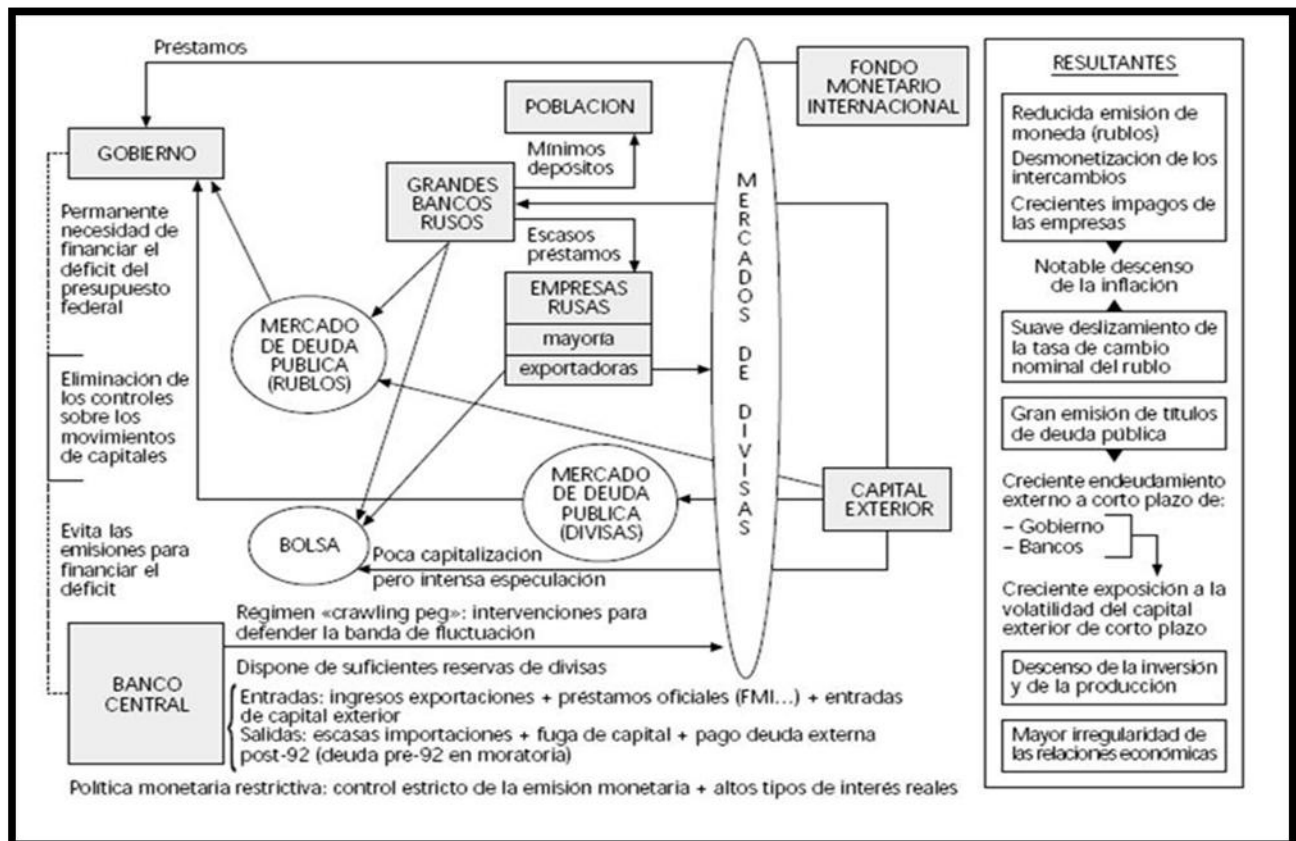 Préstamos
FONDO
MONETARIO
INTERNACIONAL
POBLACION
Mínimos
depósitos
GOBIERNO
GRANDES
BANCOS
RUSOS
Escasos
préstamos
Permanente
necesidad de
financiar el
déficit del
presupuesto
federal
EMPRESAS
RUSAS
mayoría
exportadoras
MERCADO
DE DEUDA
PUBLICA
(RUBLOS)
MERCADOS DE DIVISAS
Eliminación de
los controles
sobre los
movimientos
de capitales
MERCADO
DE DEUDA
PUBLICA
(DIVISAS)
CAPITAL
EXTERIOR
BOLSA
Poca capitalización
pero intensa especulación
Evita las
emisiones para
financiar el
déficit
BANCO
CENTRAL
Régimen «crawling peg»: intervenciones para
defender la banda de fluctuación
Dispone de suficientes reservas de divisas
Entradas: ingresos exportaciones + préstamos oficiales (FMI...) + entradas
de capital exterior
Salidas: escasas importaciones + fuga de capital + pago deuda externa
post-92 (deuda pre-92 en moratoria)
Política monetaria restrictiva: control estricto de la emisión monetaria + altos tipos de interés reales
RESULTANTES
Reducida emisión de
moneda (rublos)
Desmonetización de los
intercambios
Crecientes impagos de
las empresas
Notable descenso
de la inflación
Suave deslizamiento de
la tasa de cambio
nominal del rublo
Gran emisión de títulos
de deuda pública
Creciente endeudamiento
externo a corto plazo de:
– Gobierno
– Bancos
Creciente exposición a la
volatilidad del capital
exterior de corto plazo
Descenso de la inversión
y de la producción
Mayor irregularidad de
las relaciones económicas